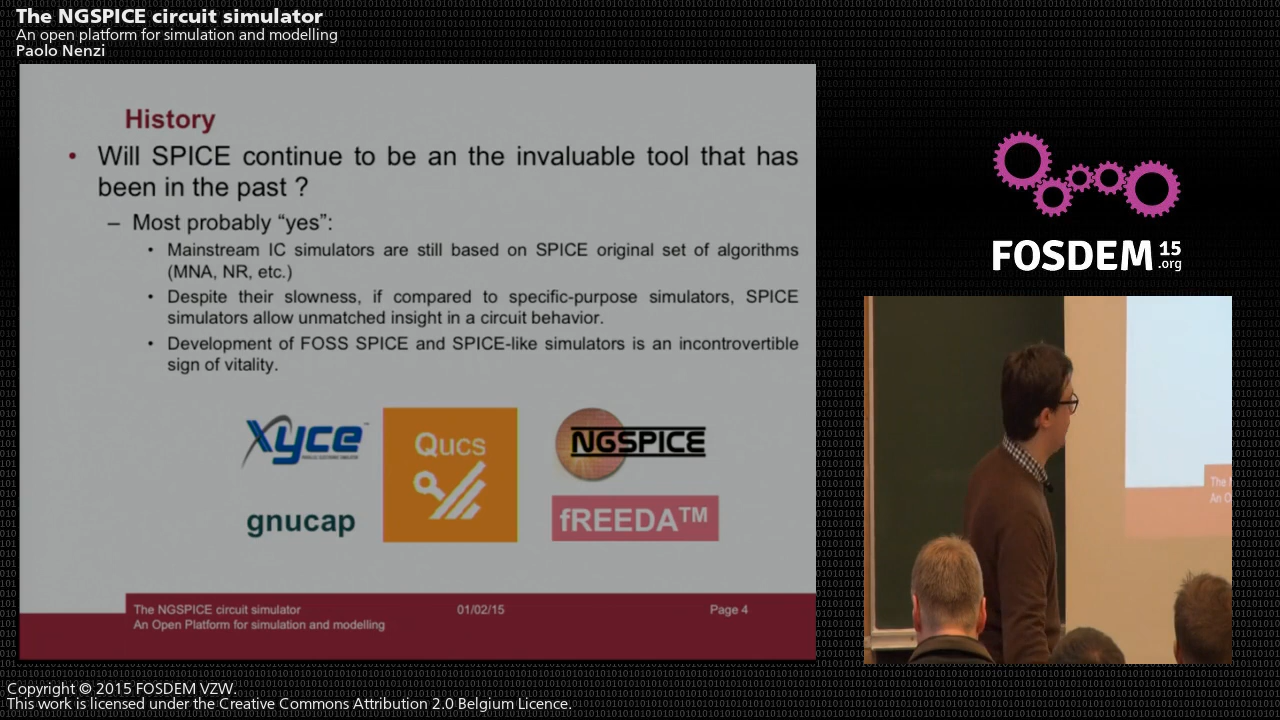 The NGSPICE circuit simulator
An open platform for simulation and modelling
Paolo Nenzi
History
• Will SPICE continue to be an the invaluable tool that has
been in the past ?
– Most probably “yes”:
• Mainstream IC simulators are still based on SPICE original set of algorithms
(MNA, NR, etc.)
• Despite their slowness, if compared to specific-purpose simulators, SPICE
simulators allow unmatched insight in a circuit behavior.
• Development of FOSS SPICE and SPICE-like simulators is an incontrovertible
sign of vitality.
Xyce
Qucs
NGSPICE
gnucap
fREEDA™
The NGSPICE circuit simulator
An Open Platform for simulation and modelling
01/02/15
Page 4
FOSDEM 15
.org
The
An O
Copyright © 2015 FOSDEM VZW.
This work is licensed under the Creative Commons Attribution 2.0 Belgium Licence.